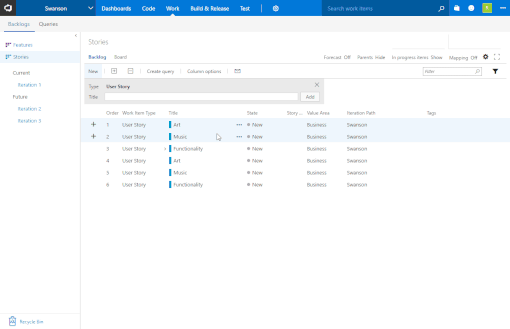 Swanson Dashboards Code Work Build & Release Test Search work items
Backlogs Queries
Features
Stories
Current
Iteration 1
Future
Iteration 2
Iteration 3
Recycle bin
Stories
Backlog Board Forecast Off Parents Hide In progress items Show Mapping Off
New Create query Column options Filter
Type User Story
Title Add
Order Work Item Type Title State Story ... Value Area Iteration Path Tags
1 User Story Art ... New Business Swanson
2 User Story Music ... New Business Swanson
3 User Story Functionality New Business Swanson
4 User Story Art New Business Swanson
5 User Story Music New Business Swanson
6 User Story Functionality New Business Swanson